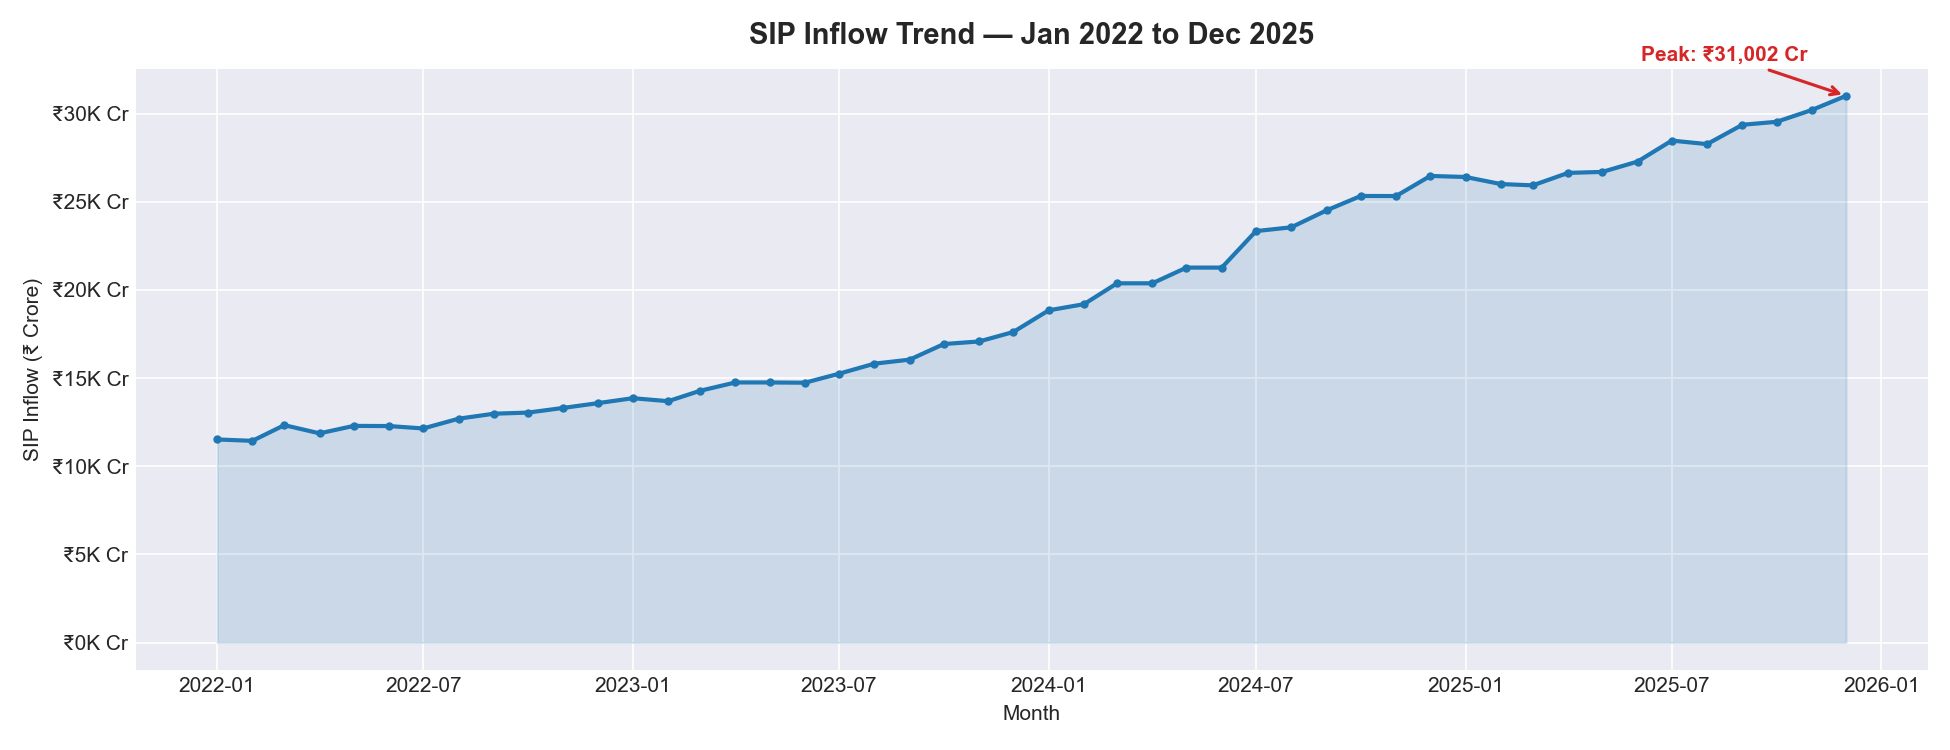 SIP Inflow Trend — Jan 2022 to Dec 2025
Peak: ₹31,002 Cr
₹30K Cr
₹25K Cr
₹20K Cr
₹15K Cr
₹10K Cr
₹5K Cr
₹0K Cr
SIP Inflow (₹ Crore)
2022-01
2022-07
2023-01
2023-07
2024-01
2024-07
2025-01
2025-07
2026-01
Month